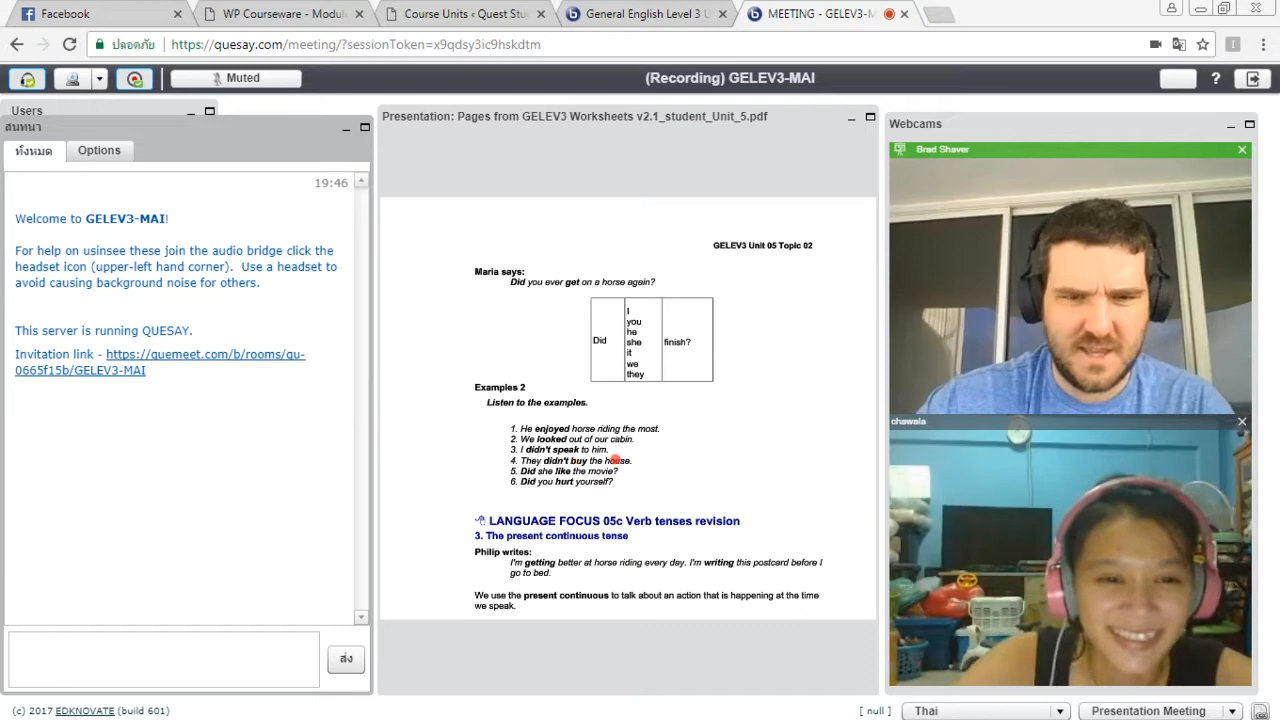 Facebook
WP Courseware - Module
Course Units ‹ Quest Stu
General English Level 3 U
MEETING - GELEV3-M
ปลอดภัย
https://quesay.com/meeting/?sessionToken=x9qdsy3ic9hskdtm
Muted
(Recording) GELEV3-MAI
?
Users
สนทนา
ทั้งหมด
Options
19:46
Welcome to GELEV3-MAI!
For help on usinsee these join the audio bridge click the
headset icon (upper-left hand corner). Use a headset to
avoid causing background noise for others.
This server is running QUESAY.
Invitation link - https://quemeet.com/b/rooms/qu-
0665f15b/GELEV3-MAI
ส่ง
Presentation: Pages from GELEV3 Worksheets v2.1_student_Unit_5.pdf
GELEV3 Unit 05 Topic 02
Maria says:
Did you ever get on a horse again?
Did
I
you
he
she
it
we
they
finish?
Examples 2
Listen to the examples.
1. He enjoyed horse riding the most.
2. We looked out of our cabin.
3. I didn't speak to him.
4. They didn't buy the house.
5. Did she like the movie?
6. Did you hurt yourself?
LANGUAGE FOCUS 05c Verb tenses revision
3. The present continuous tense
Philip writes:
I'm getting better at horse riding every day. I'm writing this postcard before I
go to bed.
We use the present continuous to talk about an action that is happening at the time
we speak.
Webcams
Brad Shaver
chawala
(c) 2017 EDKNOVATE (build 601)
[ null ]
Thai
Presentation Meeting